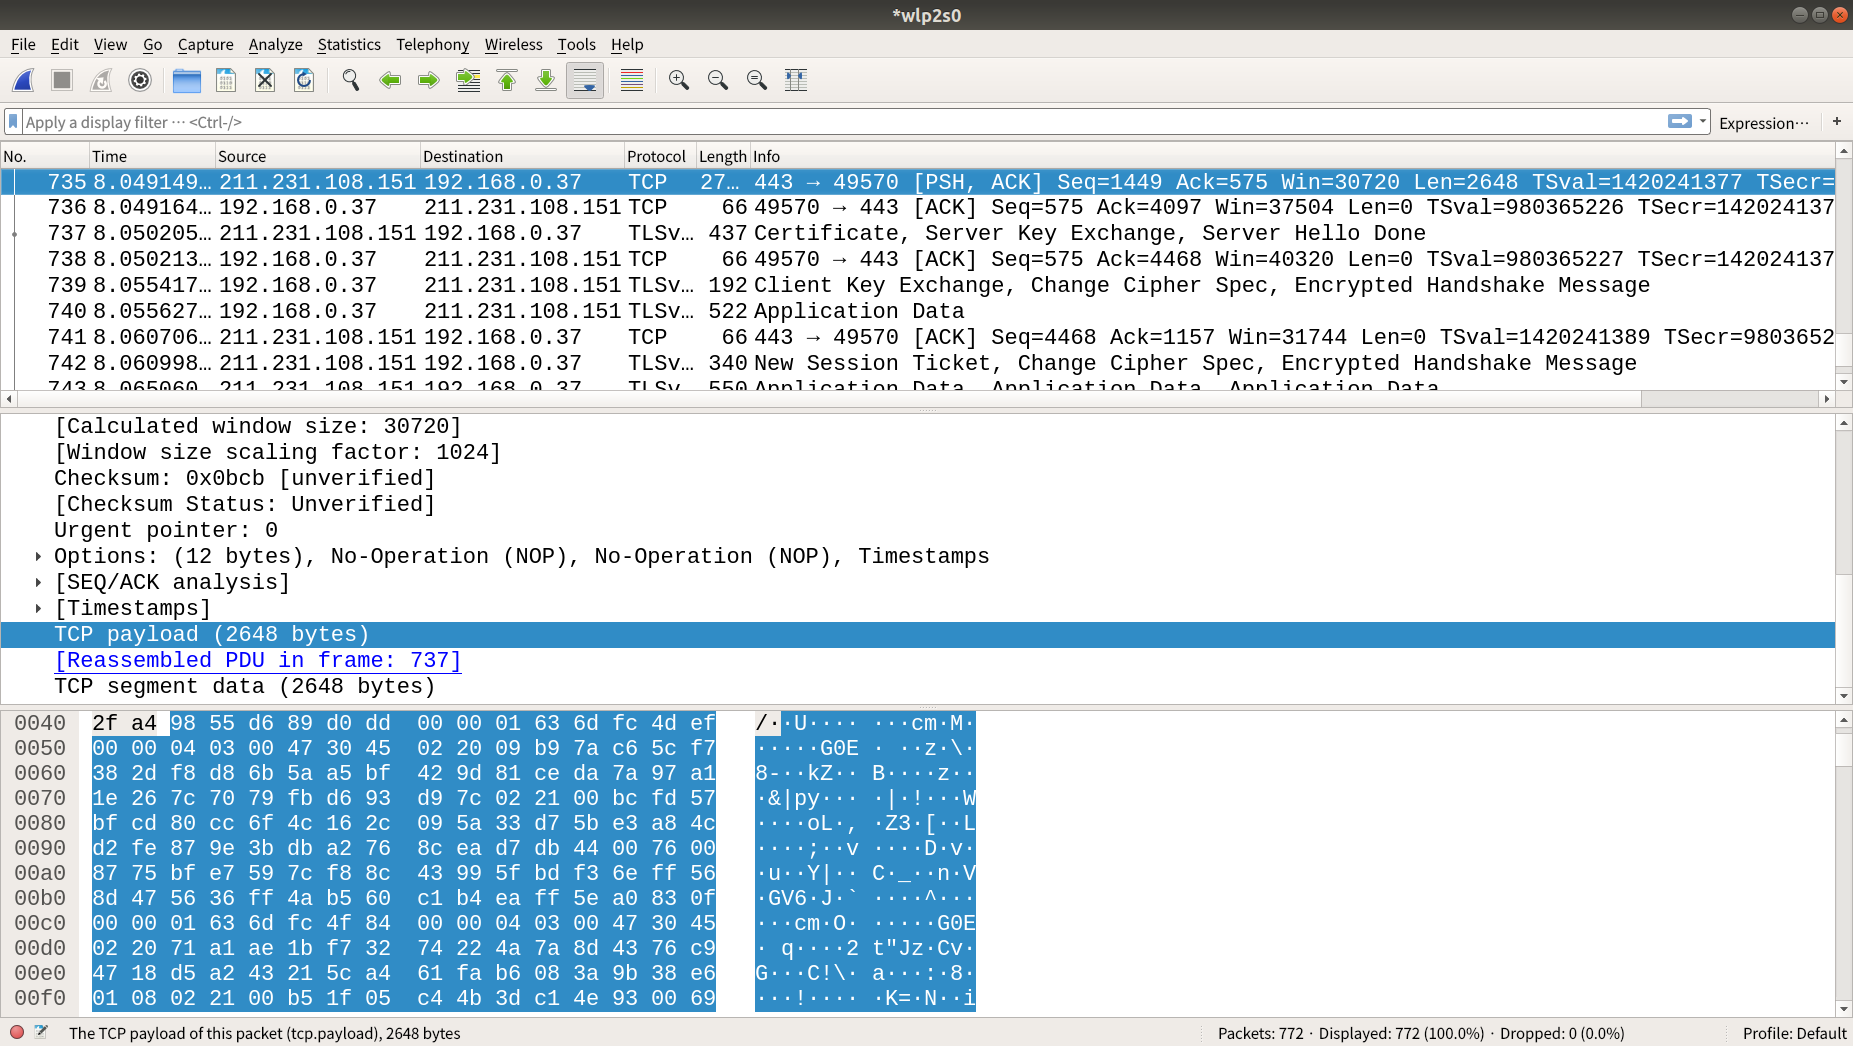 *wlp2s0
File Edit View Go Capture Analyze Statistics Telephony Wireless Tools Help
Apply a display filter ... <Ctrl-/> Expression... +
No. Time Source Destination Protocol Length Info
735 8.049149... 211.231.108.151 192.168.0.37 TCP 27... 443 → 49570 [PSH, ACK] Seq=1449 Ack=575 Win=30720 Len=2648 TSval=1420241377 TSecr=
736 8.049164... 192.168.0.37 211.231.108.151 TCP 66 49570 → 443 [ACK] Seq=575 Ack=4097 Win=37504 Len=0 TSval=980365226 TSecr=142024137
737 8.050205... 211.231.108.151 192.168.0.37 TLSv... 437 Certificate, Server Key Exchange, Server Hello Done
738 8.050213... 192.168.0.37 211.231.108.151 TCP 66 49570 → 443 [ACK] Seq=575 Ack=4468 Win=40320 Len=0 TSval=980365227 TSecr=142024137
739 8.055417... 192.168.0.37 211.231.108.151 TLSv... 192 Client Key Exchange, Change Cipher Spec, Encrypted Handshake Message
740 8.055627... 192.168.0.37 211.231.108.151 TLSv... 522 Application Data
741 8.060706... 211.231.108.151 192.168.0.37 TCP 66 443 → 49570 [ACK] Seq=4468 Ack=1157 Win=31744 Len=0 TSval=1420241389 TSecr=9803652
742 8.060998... 211.231.108.151 192.168.0.37 TLSv... 340 New Session Ticket, Change Cipher Spec, Encrypted Handshake Message
743 8.065060... 211.231.108.151 192.168.0.37 TLSv... 550 Application Data, Application Data, Application Data
[Calculated window size: 30720]
[Window size scaling factor: 1024]
Checksum: 0x0bcb [unverified]
[Checksum Status: Unverified]
Urgent pointer: 0
Options: (12 bytes), No-Operation (NOP), No-Operation (NOP), Timestamps
[SEQ/ACK analysis]
[Timestamps]
TCP payload (2648 bytes)
[Reassembled PDU in frame: 737]
TCP segment data (2648 bytes)
0040 2f a4 98 55 d6 89 d0 dd 00 00 01 63 6d fc 4d ef /··U···· ···cm·M·
0050 00 00 04 03 00 47 30 45 02 20 09 b9 7a c6 5c f7 ·····G0E · ··z·\·
0060 38 2d f8 d6 6b 5a a5 bf 42 9d 81 ce da 7a 97 a1 8-··kZ·· B····z··
0070 1e 26 7c 70 79 fb d6 93 d9 7c 02 21 00 bc fd 57 ·&|py··· ·|·!···W
0080 bf cd 80 cc 6f 4c 16 2c 09 5a 33 d7 5b e3 a8 4c ····oL·, ·Z3·[··L
0090 d2 fe 87 9e 3b db a2 76 8c ea d7 db 44 00 76 00 ····;··v ····D·v·
00a0 87 75 bf e7 59 7c f8 8c 43 99 5f bd f3 6e ff 56 ·u··Y|·· C·_··n·V
00b0 8d 47 56 36 ff 4a b5 60 c1 b4 ea ff 5e a0 83 0f ·GV6·J·` ····^···
00c0 00 00 01 63 6d fc 4f 84 00 00 04 03 00 47 30 45 ···cm·O· ·····G0E
00d0 02 20 71 a1 ae 1b f7 32 74 22 4a 7a 8d 43 76 c9 · q····2 t"Jz·Cv·
00e0 47 18 d5 a2 43 21 5c a4 61 fa b6 08 3a 9b 38 e6 G···C!\· a···:·8·
00f0 01 08 02 21 00 b5 1f 05 c4 4b 3d c1 4e 93 00 69 ···!···· ·K=·N··i
The TCP payload of this packet (tcp.payload), 2648 bytes Packets: 772 · Displayed: 772 (100.0%) · Dropped: 0 (0.0%) Profile: Default